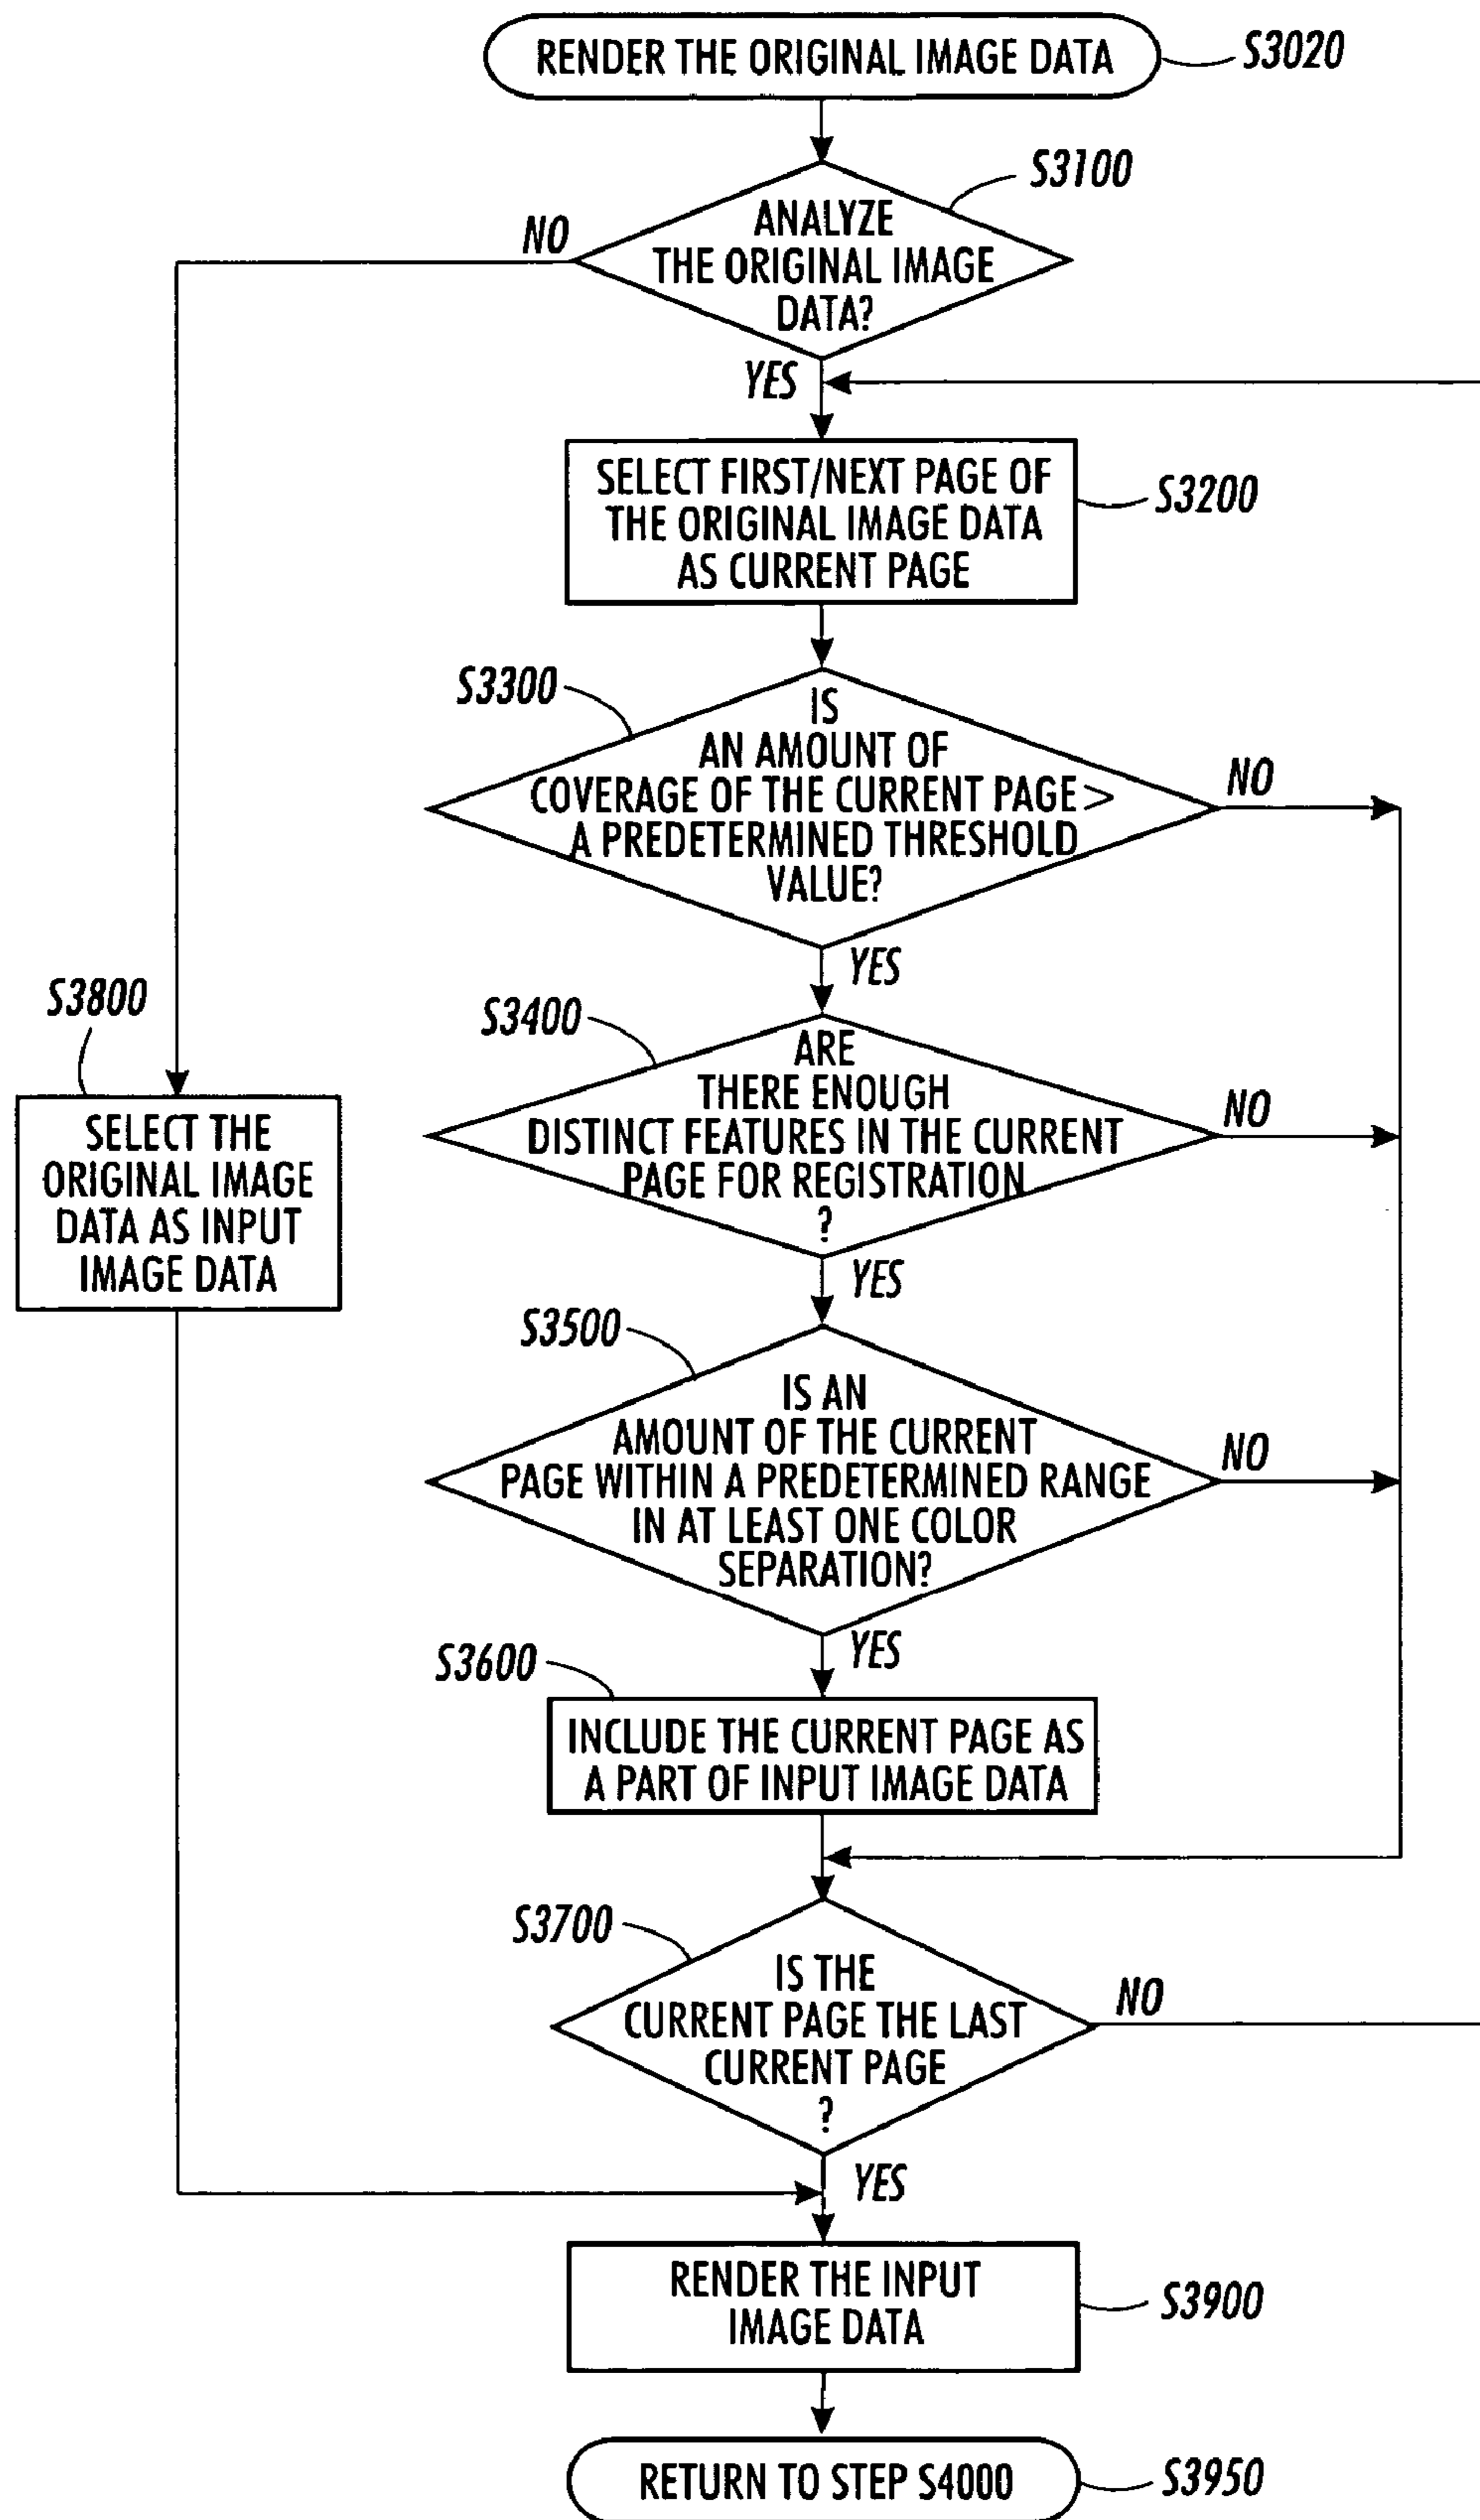 RENDER THE ORIGINAL IMAGE DATA
S3020
S3100
ANALYZE
THE ORIGINAL IMAGE
DATA?
NO
YES
SELECT FIRST/NEXT PAGE OF
THE ORIGINAL IMAGE DATA
AS CURRENT PAGE
S3200
S3300
IS
AN AMOUNT OF
COVERAGE OF THE CURRENT PAGE >
A PREDETERMINED THRESHOLD
VALUE?
NO
YES
S3800
SELECT THE
ORIGINAL IMAGE
DATA AS INPUT
IMAGE DATA
S3400
ARE
THERE ENOUGH
DISTINCT FEATURES IN THE CURRENT
PAGE FOR REGISTRATION
?
NO
YES
S3500
IS AN
AMOUNT OF THE CURRENT
PAGE WITHIN A PREDETERMINED RANGE
IN AT LEAST ONE COLOR
SEPARATION?
NO
YES
S3600
INCLUDE THE CURRENT PAGE AS
A PART OF INPUT IMAGE DATA
S3700
IS THE
CURRENT PAGE THE LAST
CURRENT PAGE
?
NO
YES
RENDER THE INPUT
IMAGE DATA
S3900
RETURN TO STEP S4000
S3950